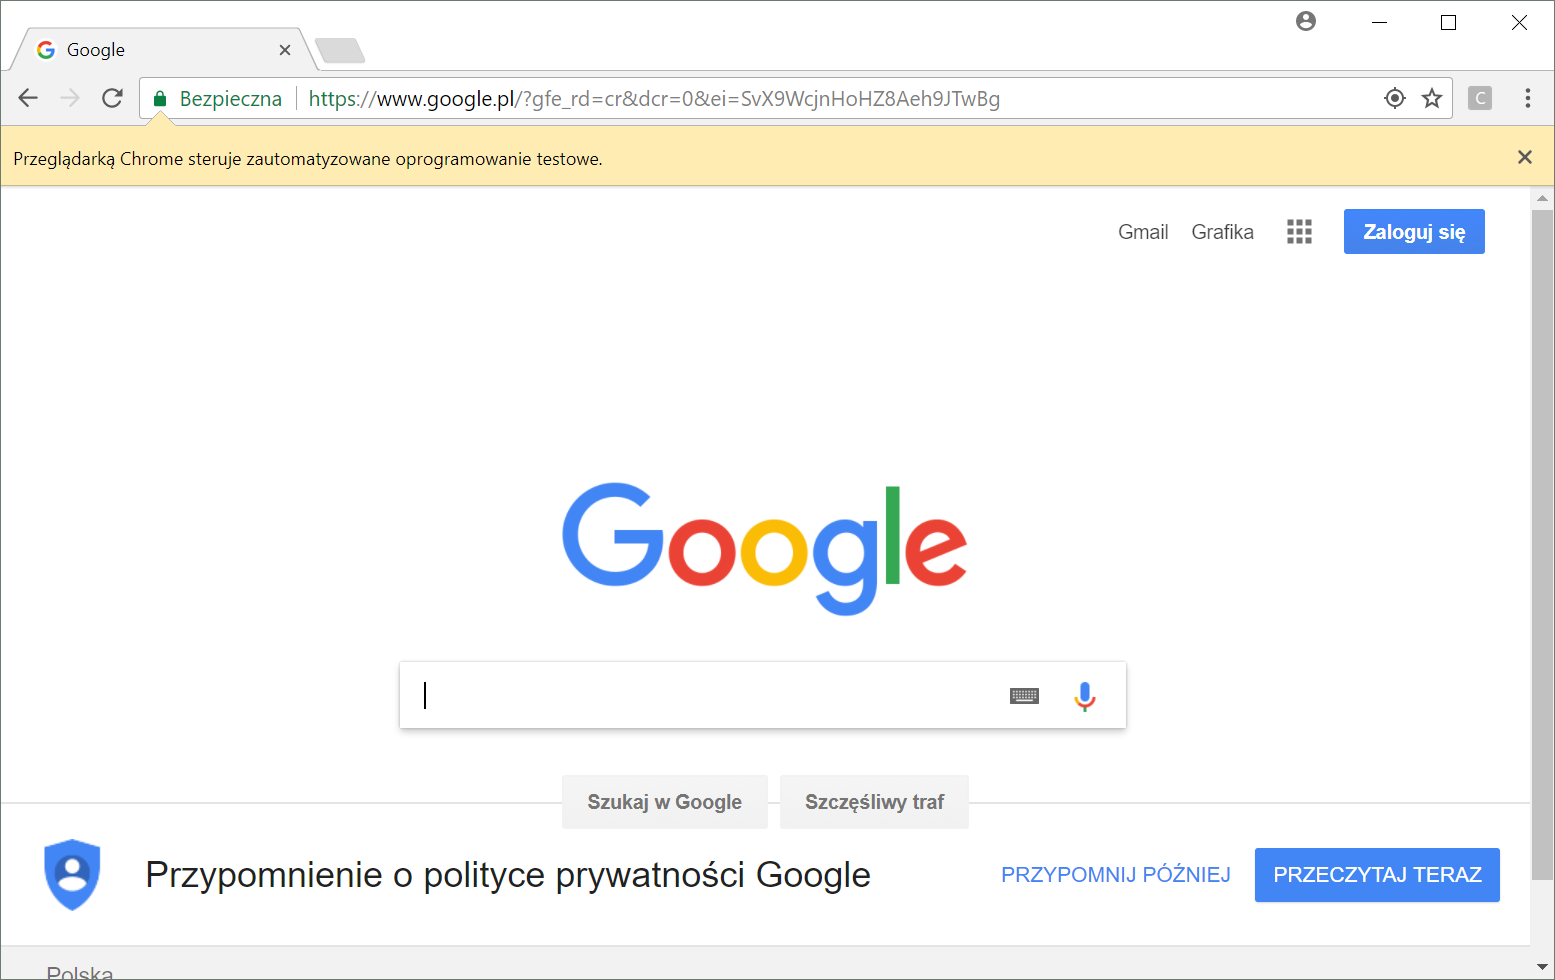 Google
Bezpieczna
https://www.google.pl/?gfe_rd=cr&dcr=0&ei=SvX9WcjnHoHZ8Aeh9JTwBg
C
Przeglądarką Chrome steruje zautomatyzowane oprogramowanie testowe.
Gmail Grafika Zaloguj się
Google
Szukaj w Google Szczęśliwy traf
Przypomnienie o polityce prywatności Google PRZYPOMNIJ PÓŹNIEJ PRZECZYTAJ TERAZ
Polska